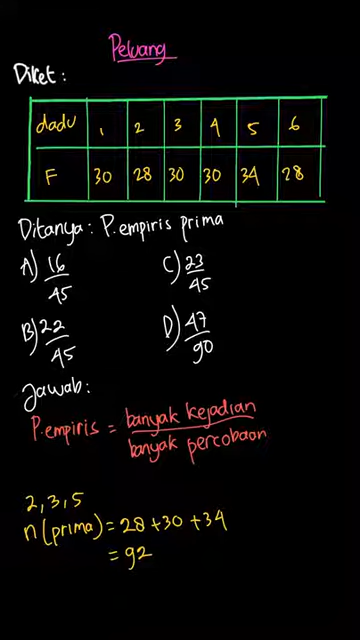 Peluang
Diket:
dadu 1 2 3 4 5 6
F 30 28 30 30 34 28
Ditanya: P.empiris prima
A) 16/45 C) 23/45
B) 22/45 D) 47/90
Jawab:
P.empiris = banyak kejadian
banyak percobaan
2, 3, 5
n(prima) = 28 + 30 + 34
= 92